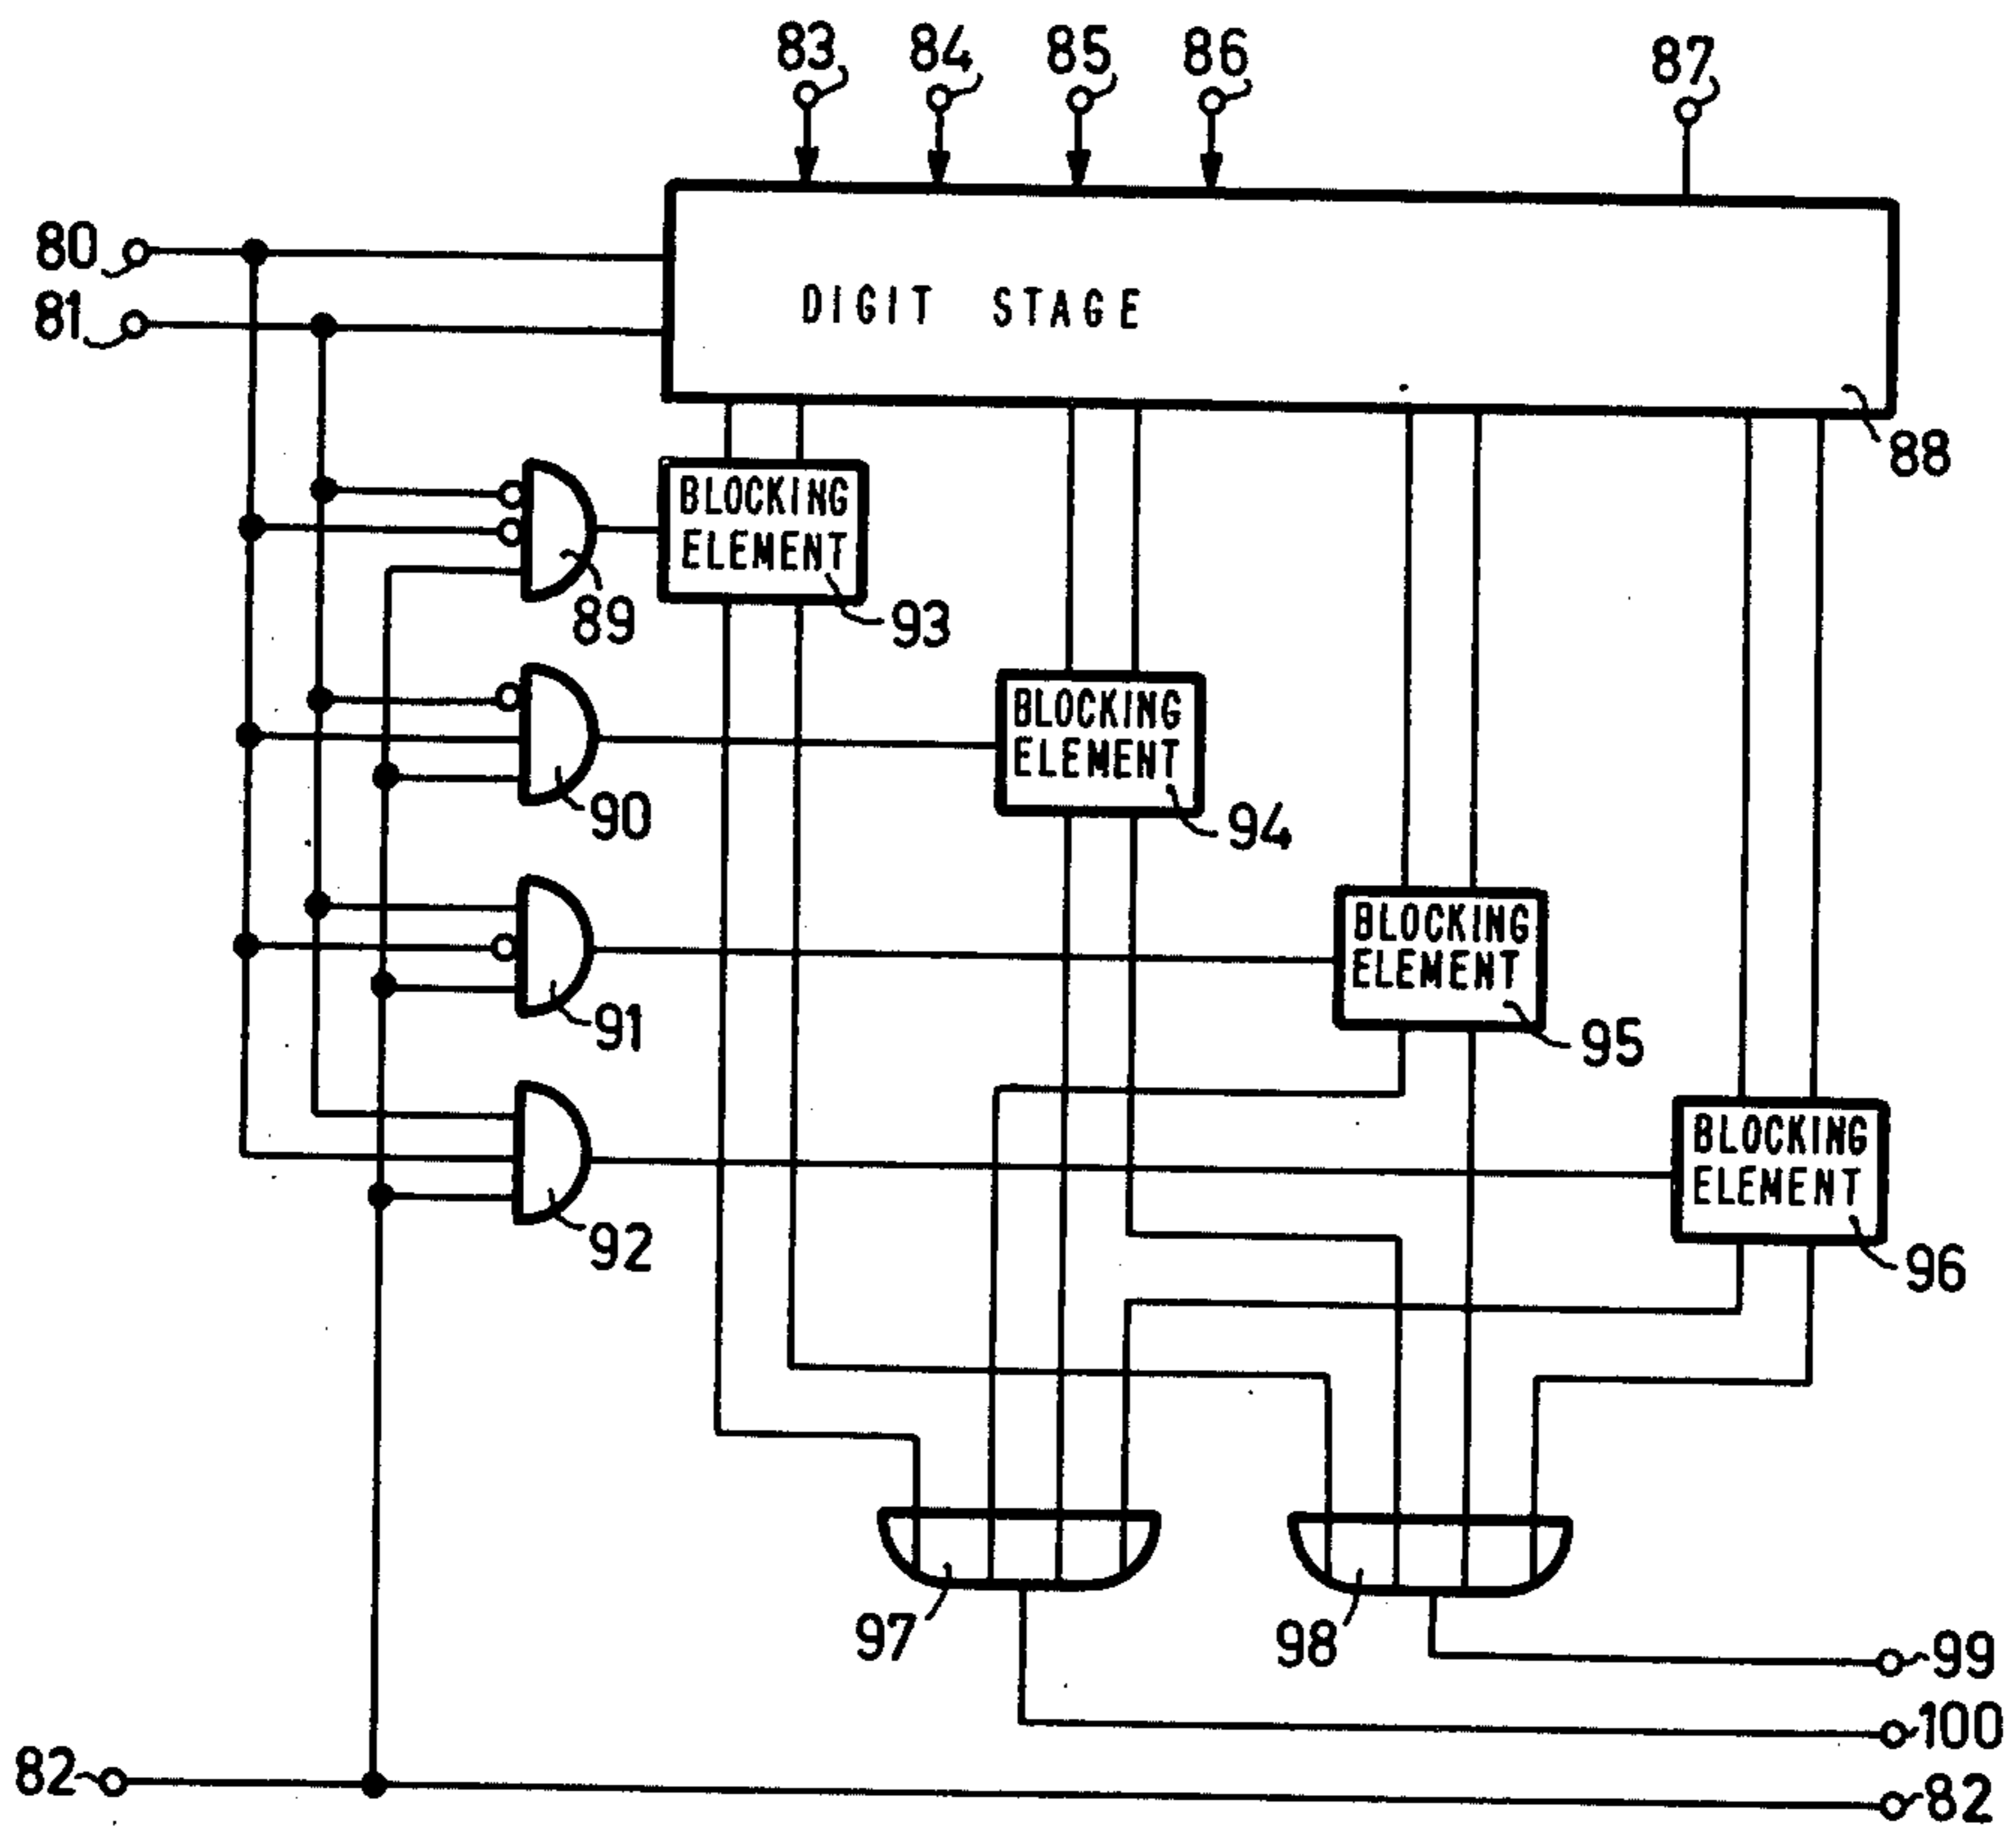 83 84 85 86 87
80
81
DIGIT STAGE
88
BLOCKING
ELEMENT
89
93
BLOCKING
ELEMENT
90
94
BLOCKING
ELEMENT
91
95
BLOCKING
ELEMENT
92
96
97
98
99
100
82
82